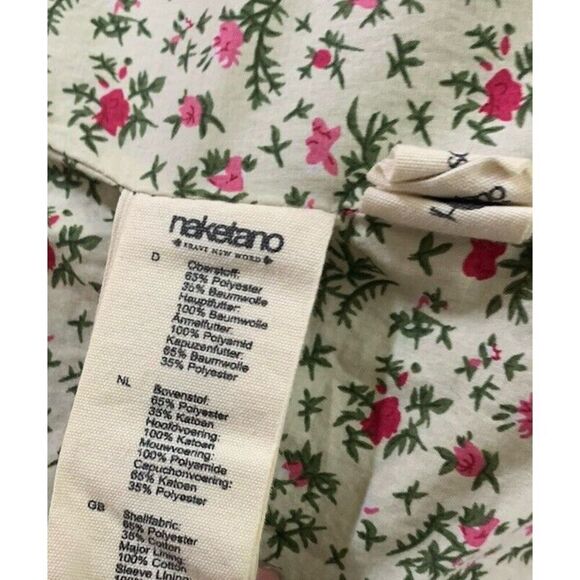 naketano
BRAVE NEW WORD
D
Oberstoff:
65% Polyester
35% Baumwolle
Hauptfutter:
100% Baumwolle
Ärmelfutter:
100% Polyamid
Kapuzenfutter:
65% Baumwolle
35% Polyester
NL
Bovenstof:
65% Polyester
35% Katoen
Hoofdvoering:
100% Katoen
Mouwvoering:
100% Polyamide
Capuchonvoering:
65% Katoen
35% Polyester
GB
Shellfabric:
65% Polyester
35% Cotton
Major Lining:
100% Cotton
Sleeve Lining: